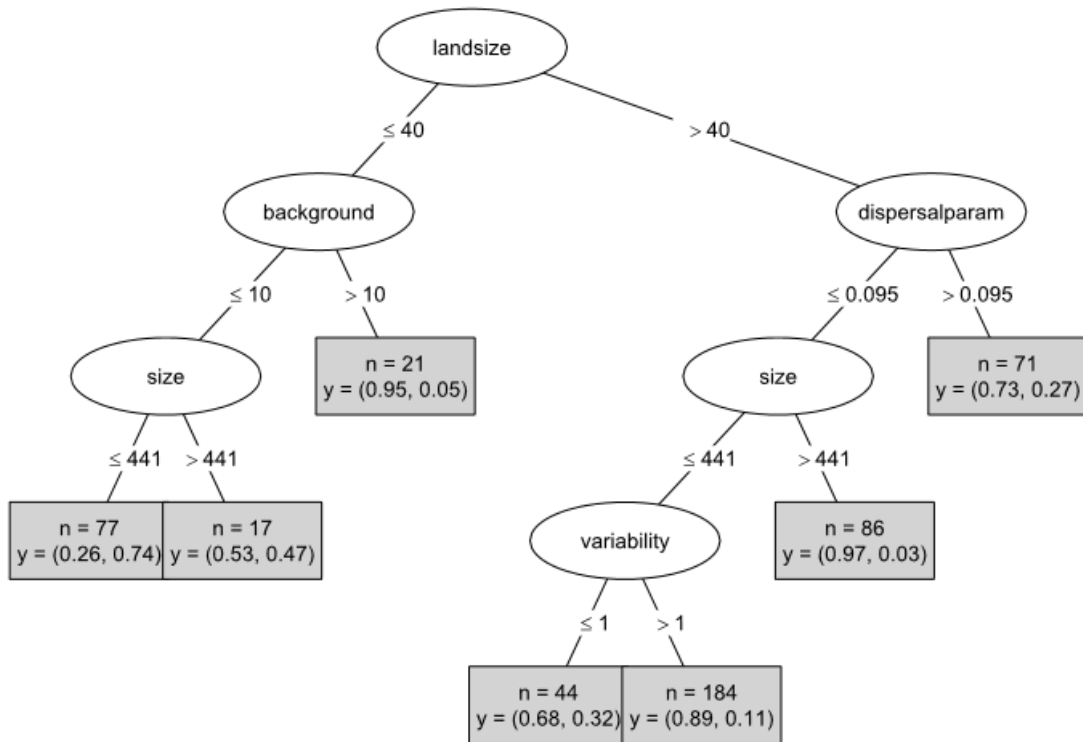 landsize
≤ 40
> 40
background
dispersalparam
≤ 10
> 10
≤ 0.095
> 0.095
size
n = 21
y = (0.95, 0.05)
size
n = 71
y = (0.73, 0.27)
≤ 441
> 441
≤ 441
> 441
n = 77
y = (0.26, 0.74)
n = 17
y = (0.53, 0.47)
variability
n = 86
y = (0.97, 0.03)
≤ 1
> 1
n = 44
y = (0.68, 0.32)
n = 184
y = (0.89, 0.11)